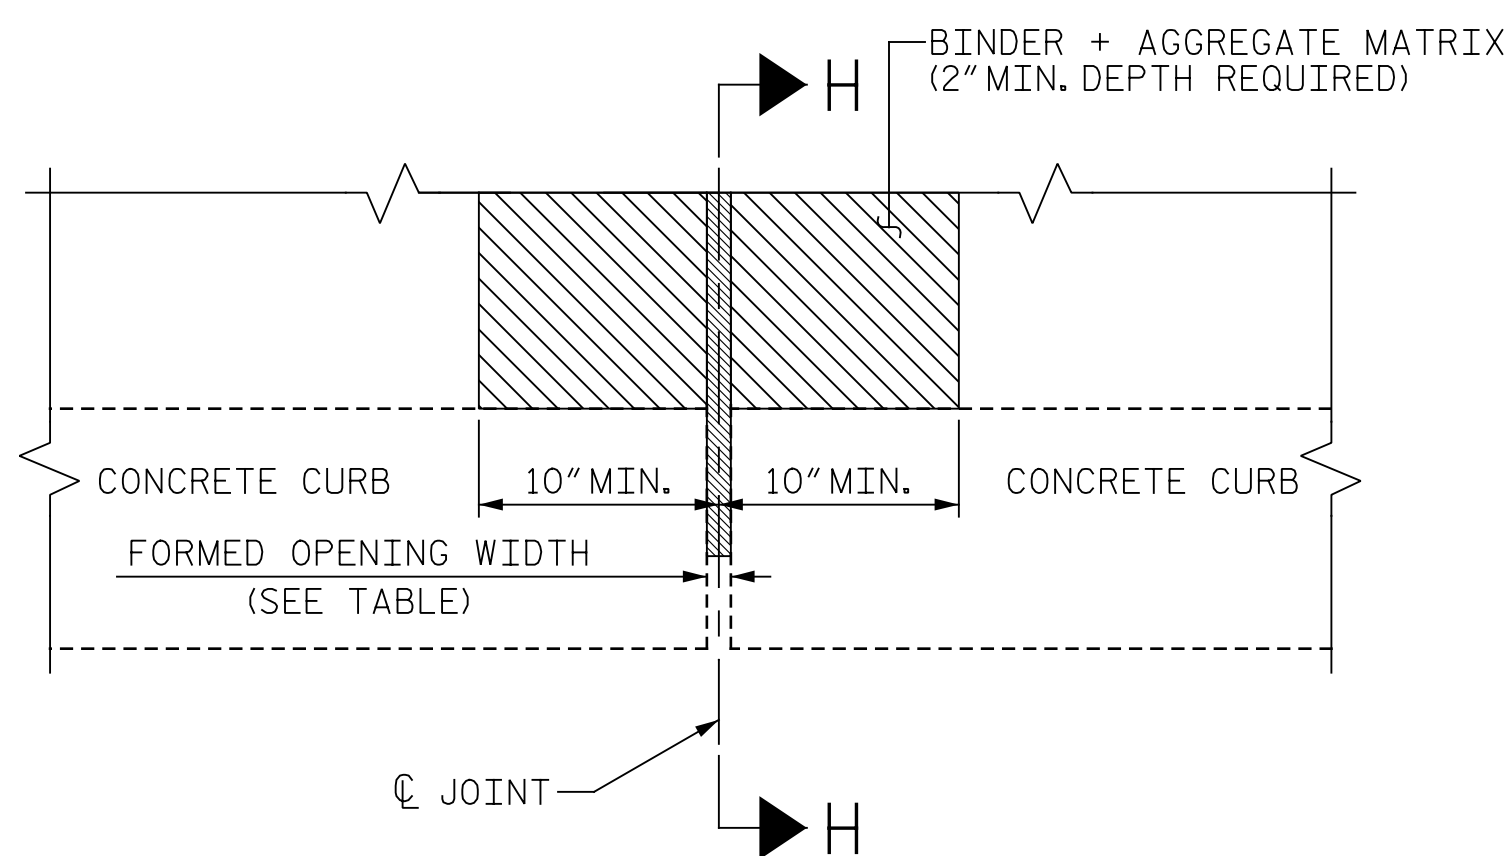 BINDER + AGGREGATE MATRIX
(2" MIN. DEPTH REQUIRED)
H
CONCRETE CURB
10" MIN.
10" MIN.
CONCRETE CURB
FORMED OPENING WIDTH
(SEE TABLE)
℄ JOINT
H